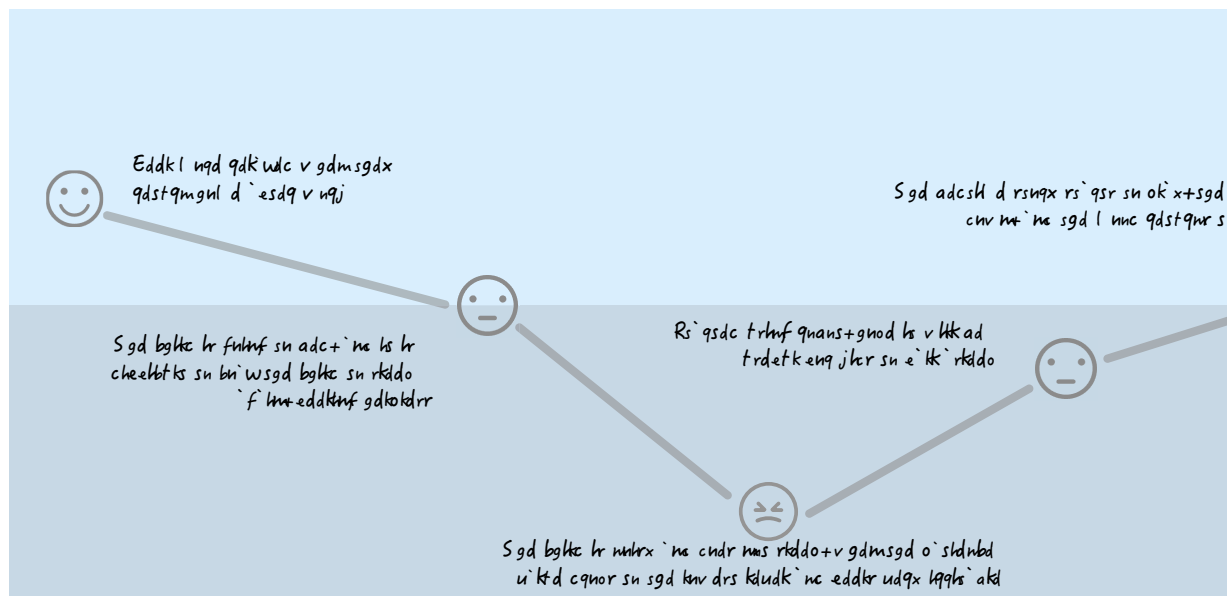 Eddk lnqd qdk`wdc vgdm sgdx
qdstqm gnld `esdq vnqj
Sgd adcshld rsnqx rs`qsr sn ok`x+sgd
cnvm+`mc sgd lnnc qdstqmr s
Sgd bghkc hr fnhmf sn adc+`mc hs hr
cheehbtks sn bn`w sgd bghkc sn rkddo
`f`hm+eddkhmf gdkokdrr
Rs`qsdc trhmf qnans+gnod hs vhkk ad
trdetk enq jhcr sn e`kk `rkddo
Sgd bghkc hr mnhrx `mc cndr mns rkddo+vgdm sgd o`shdmbd
u`ktd cqnor sn sgd knvdrs kdudk `mc eddkr udqx hqqhs`akd